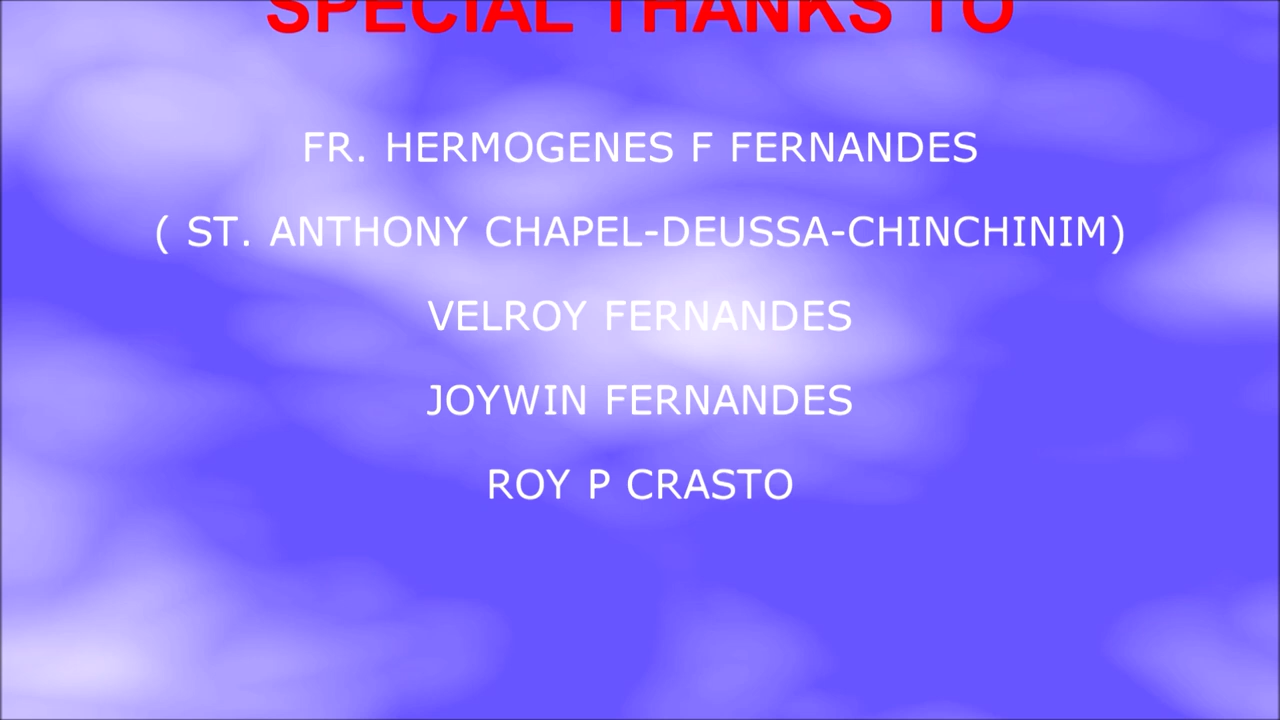 SPECIAL THANKS TO
FR. HERMOGENES F FERNANDES
( ST. ANTHONY CHAPEL-DEUSSA-CHINCHINIM)
VELROY FERNANDES
JOYWIN FERNANDES
ROY P CRASTO